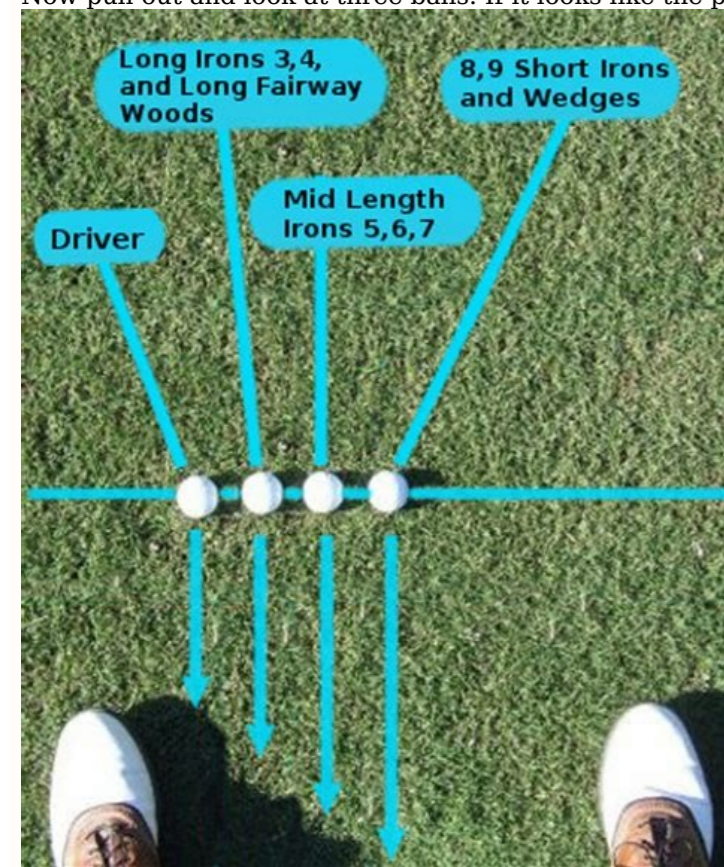 Now pull out and look at three balls. If it looks like the p
Long Irons 3,4,
and Long Fairway
Woods
8,9 Short Irons
and Wedges
Mid Length
Irons 5,6,7
Driver